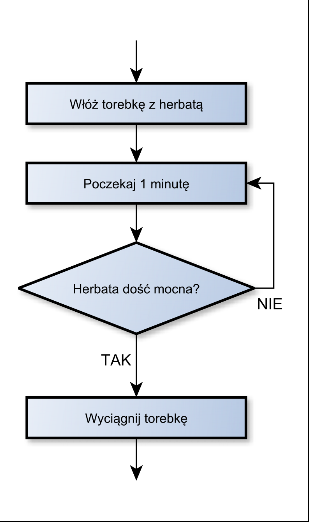 Włóż torebkę z herbatą
Poczekaj 1 minutę
Herbata dość mocna?
NIE
TAK
Wyciągnij torebkę